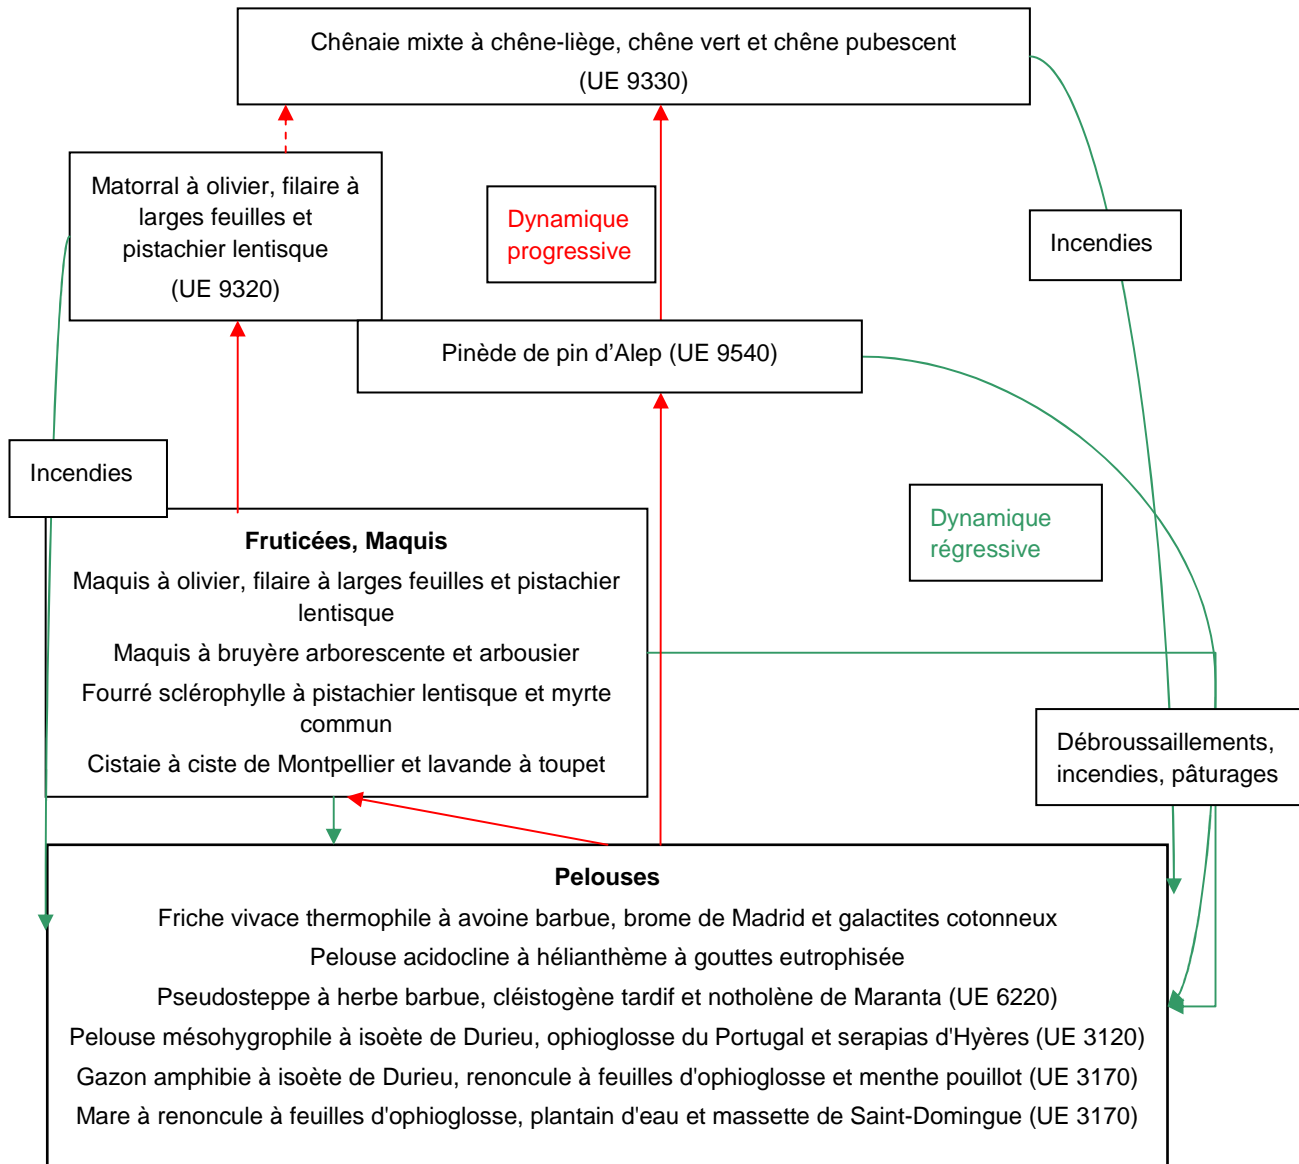 Chênaie mixte à chêne-liège, chêne vert et chêne pubescent
(UE 9330)
Matorral à olivier, filaire à
larges feuilles et
pistachier lentisque
(UE 9320)
Dynamique
progressive
Incendies
Pinède de pin d'Alep (UE 9540)
Incendies
Dynamique
régressive
Fruticées, Maquis
Maquis à olivier, filaire à larges feuilles et pistachier
lentisque
Maquis à bruyère arborescente et arbousier
Fourré sclérophylle à pistachier lentisque et myrte
commun
Cistaie à ciste de Montpellier et lavande à toupet
Débroussaillements,
incendies, pâturages
Pelouses
Friche vivace thermophile à avoine barbue, brome de Madrid et galactites cotonneux
Pelouse acidocline à hélianthème à gouttes eutrophisée
Pseudosteppe à herbe barbue, cléistogène tardif et notholène de Maranta (UE 6220)
Pelouse mésohygrophile à isoète de Durieu, ophioglosse du Portugal et serapias d'Hyères (UE 3120)
Gazon amphibie à isoète de Durieu, renoncule à feuilles d'ophioglosse et menthe pouillot (UE 3170)
Mare à renoncule à feuilles d'ophioglosse, plantain d'eau et massette de Saint-Domingue (UE 3170)